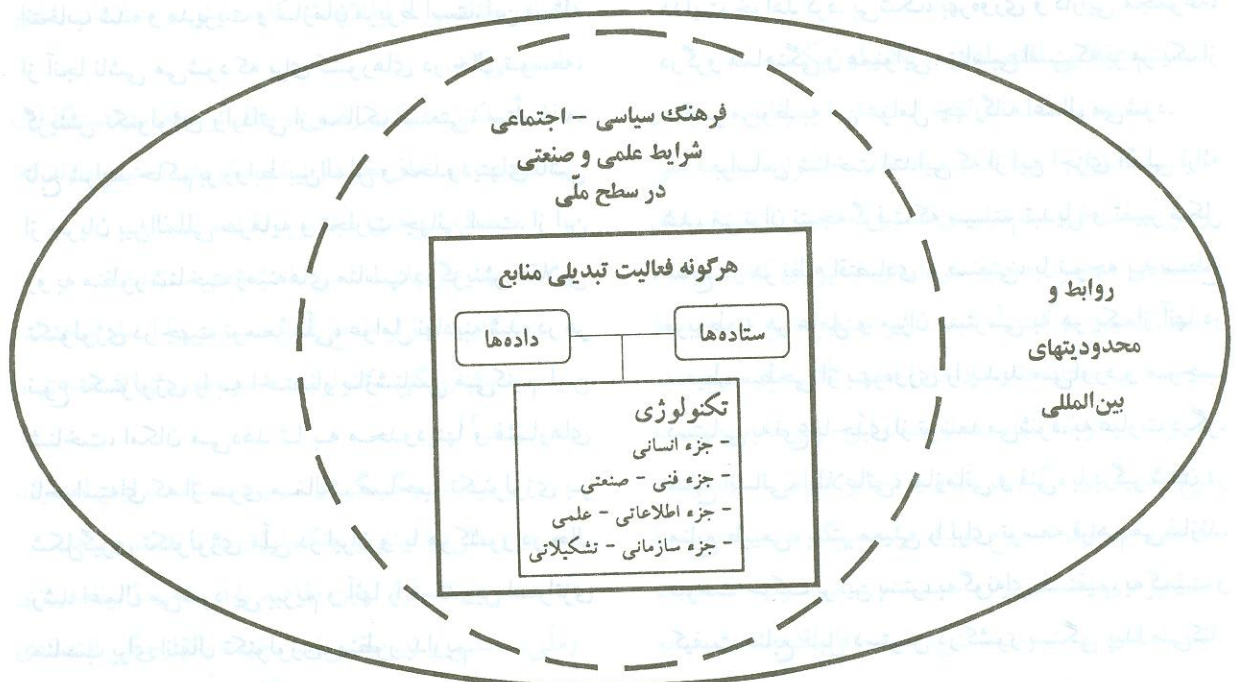 فرهنگ سیاسی – اجتماعی
شرایط علمی و صنعتی
در سطح ملّی
هرگونه فعالیت تبدیلی منابع
ستاده‌ها
داده‌ها
تکنولوژی
- جزء انسانی
- جزء فنی - صنعتی
- جزء اطلاعاتی - علمی
- جزء سازمانی - تشکیلاتی
روابط و
محدودیتهای
بین‌المللی